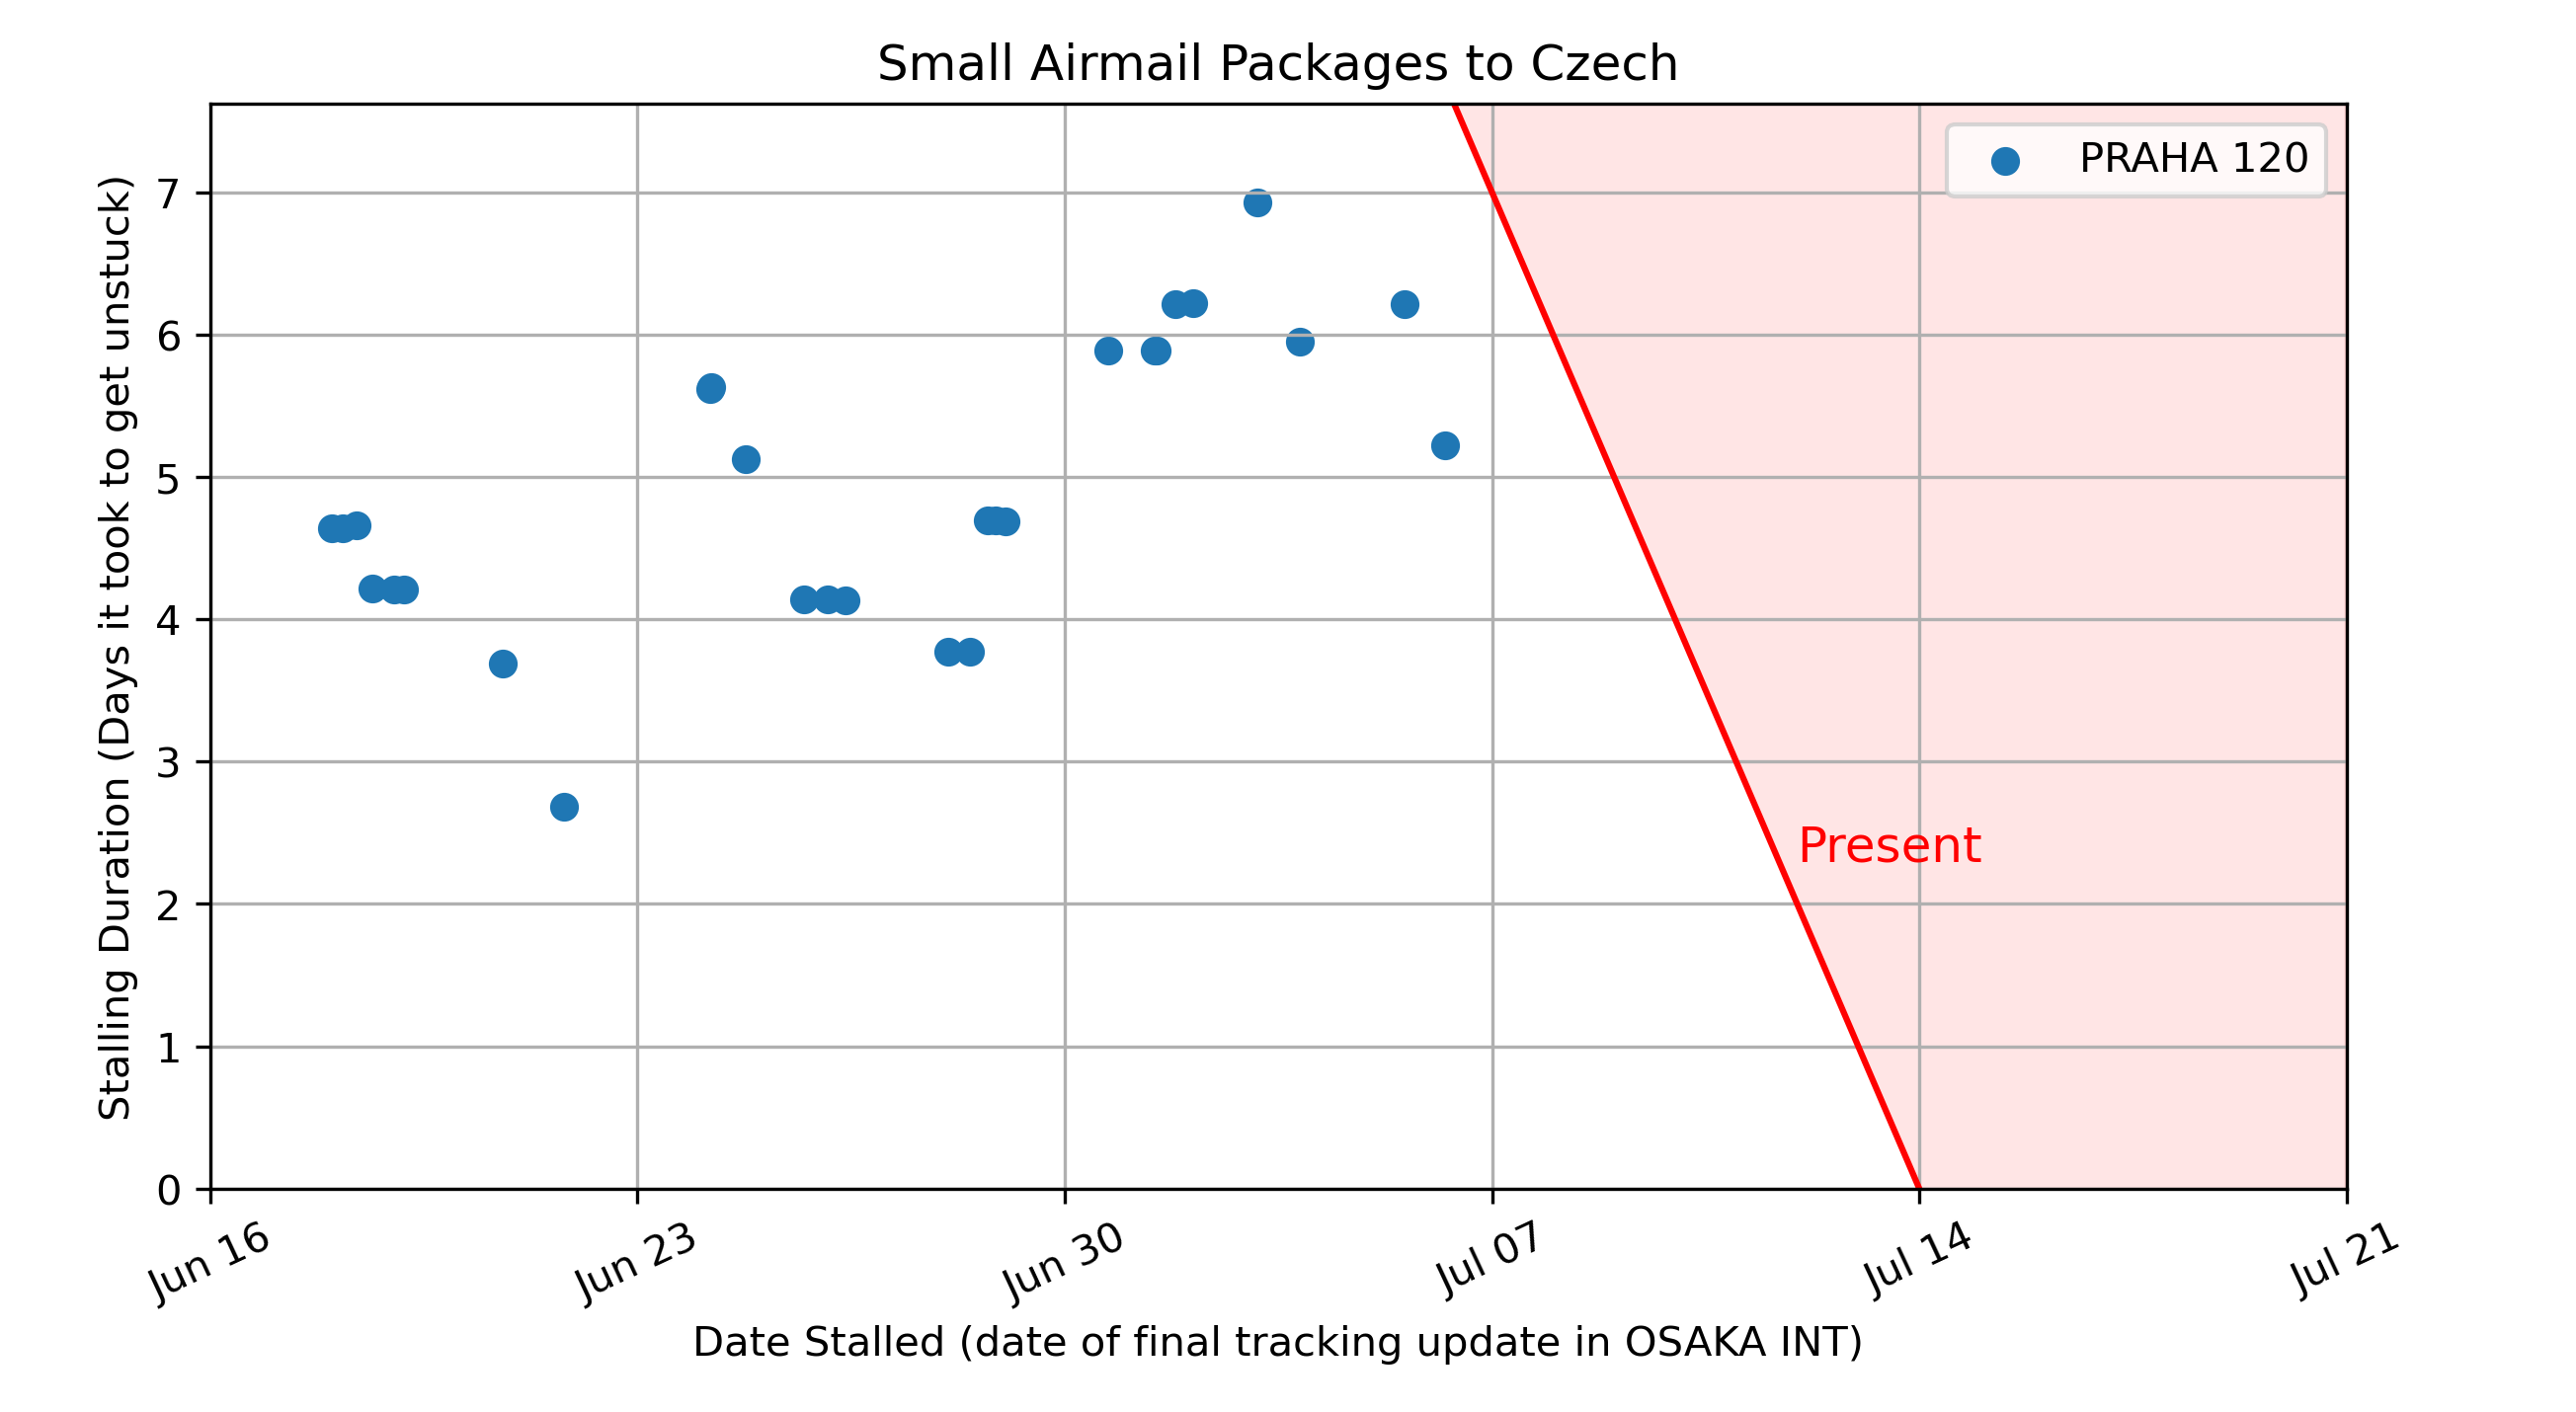 Small Airmail Packages to Czech
PRAHA 120
Stalling Duration (Days it took to get unstuck)
7
6
5
4
3
2
1
0
Present
Jun 16
Jun 23
Jun 30
Jul 07
Jul 14
Jul 21
Date Stalled (date of final tracking update in OSAKA INT)